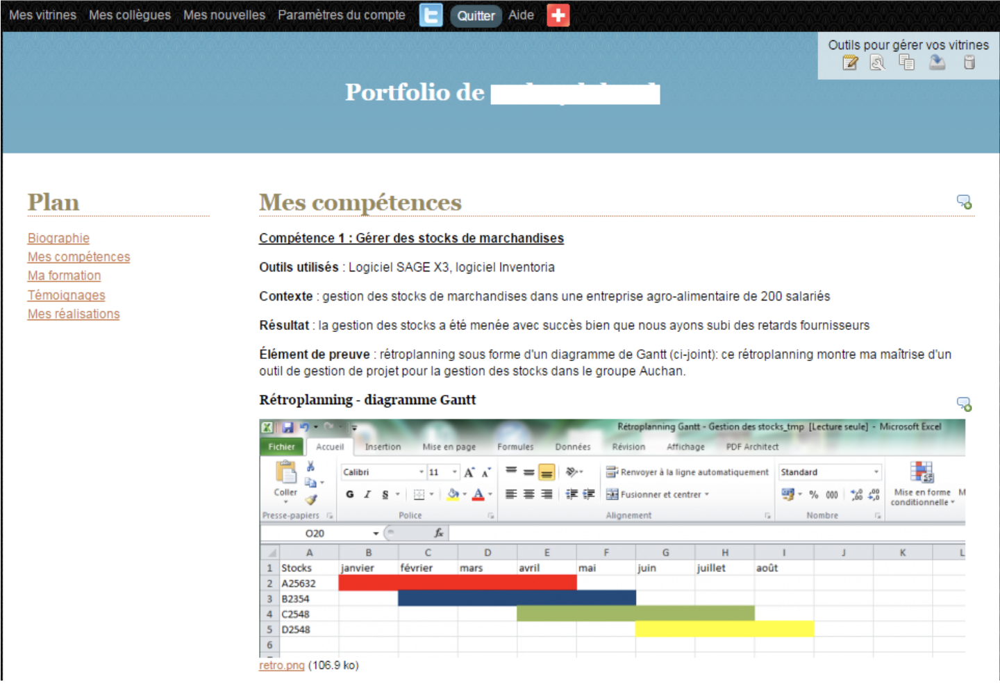 Mes vitrines Mes collègues Mes nouvelles Paramètres du compte Quitter Aide
Outils pour gérer vos vitrines
Portfolio de
Plan
Biographie
Mes compétences
Ma formation
Témoignages
Mes réalisations
Mes compétences
Compétence 1 : Gérer des stocks de marchandises
Outils utilisés : Logiciel SAGE X3, logiciel Inventoria
Contexte : gestion des stocks de marchandises dans une entreprise agro-alimentaire de 200 salariés
Résultat : la gestion des stocks a été menée avec succès bien que nous ayons subi des retards fournisseurs
Élément de preuve : rétroplanning sous forme d'un diagramme de Gantt (ci-joint): ce rétroplanning montre ma maîtrise d'un
outil de gestion de projet pour la gestion des stocks dans le groupe Auchan.
Rétroplanning - diagramme Gantt
Rétroplanning Gantt - Gestion des stocks_tmp [Lecture seule] - Microsoft Excel
Fichier Accueil Insertion Mise en page Formules Données Révision Affichage PDF Architect
Calibri 11 A A Renvoyer à la ligne automatiquement Standard
Coller G I S A Fusionner et centrer % 000 Mise en forme M
conditionnelle
Presse-papiers Police Alignement Nombre
O20 fx
A B C D E F G H I J K L
1 Stocks janvier février mars avril mai juin juillet août
2 A25632
3 B2354
4 C2548
5 D2548
6
retro.png (106.9 ko)